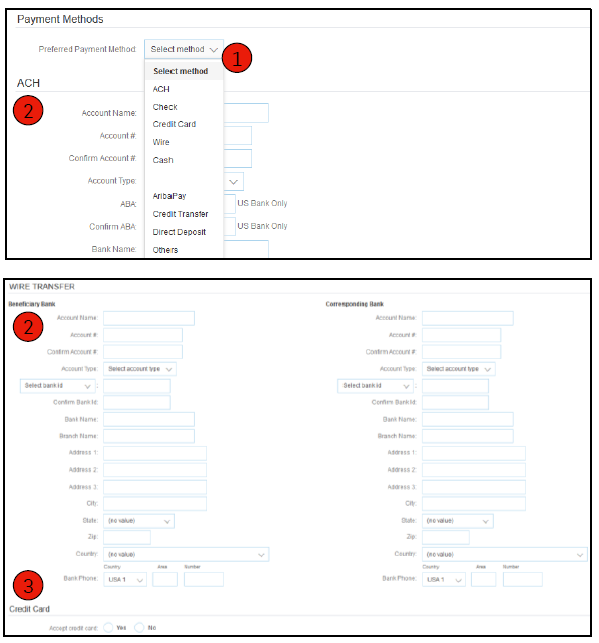 Payment Methods
Preferred Payment Method: Select method
1
Select method
ACH
ACH
2
Check
Account Name:
Credit Card
Account #:
Wire
Confirm Account #:
Cash
Account Type:
AribaPay
ABA: US Bank Only
Credit Transfer
Confirm ABA: US Bank Only
Direct Deposit
Bank Name:
Others
WIRE TRANSFER
Beneficiary Bank
2
Account Name:
Account #:
Confirm Account #:
Account Type: Select account type
Select bank id :
Confirm Bank Id:
Bank Name:
Branch Name:
Address 1:
Address 2:
Address 3:
City:
State: (no value)
Zip:
Country: (no value)
Country Area Number
Bank Phone: USA 1
Corresponding Bank
Account Name:
Account #:
Confirm Account #:
Account Type: Select account type
Select bank id :
Confirm Bank Id:
Bank Name:
Branch Name:
Address 1:
Address 2:
Address 3:
City:
State: (no value)
Zip:
Country: (no value)
Country Area Number
Bank Phone: USA 1
3
Credit Card
Accept credit card: Yes No